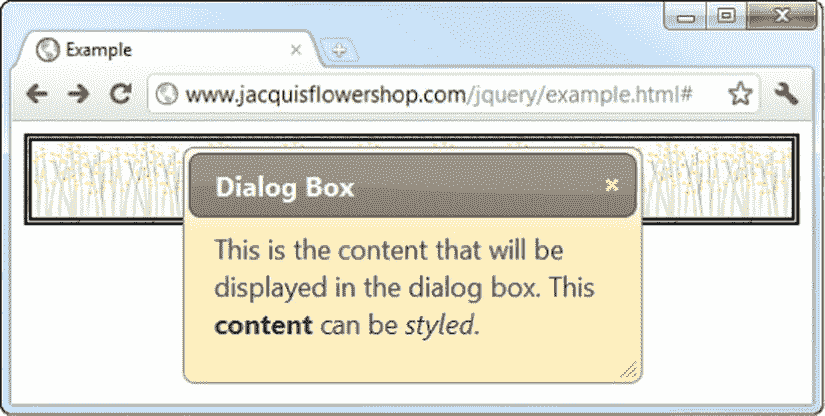 Example
www.jacquisflowershop.com/jquery/example.html#
Dialog Box
This is the content that will be
displayed in the dialog box. This
content can be styled.